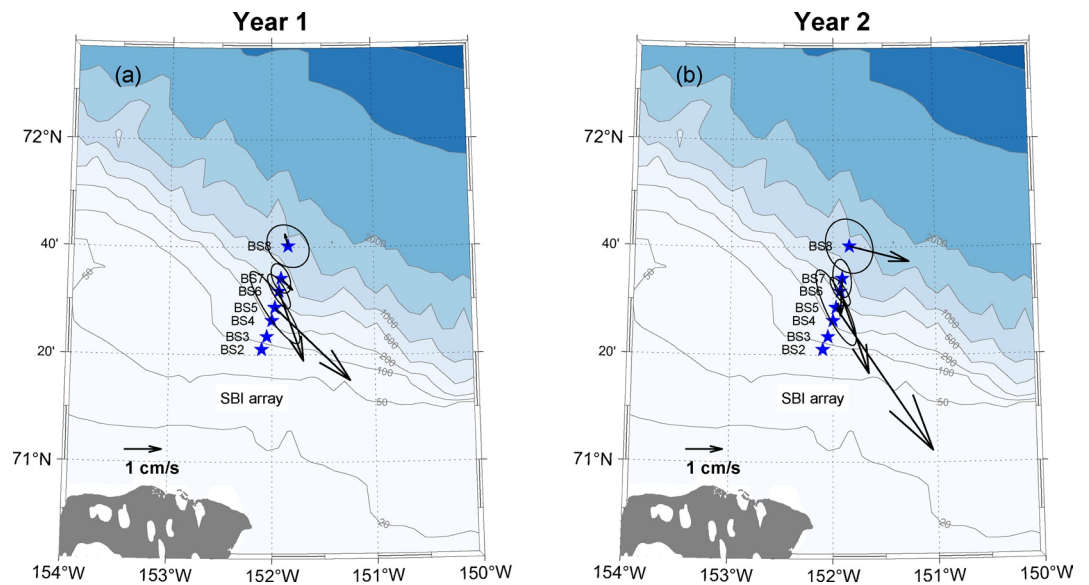 Year 1
Year 2
(a)
(b)
72°N
40'
20'
71°N
72°N
40'
20'
71°N
BS8
BS7
BS6
BS5
BS4
BS3
BS2
BS8
BS7
BS6
BS5
BS4
BS3
BS2
2000
1000
200
100
50
50
20
2000
1000
200
100
50
50
20
SBI array
SBI array
1 cm/s
1 cm/s
154°W 153°W 152°W 151°W 150°W
154°W 153°W 152°W 151°W 150°W